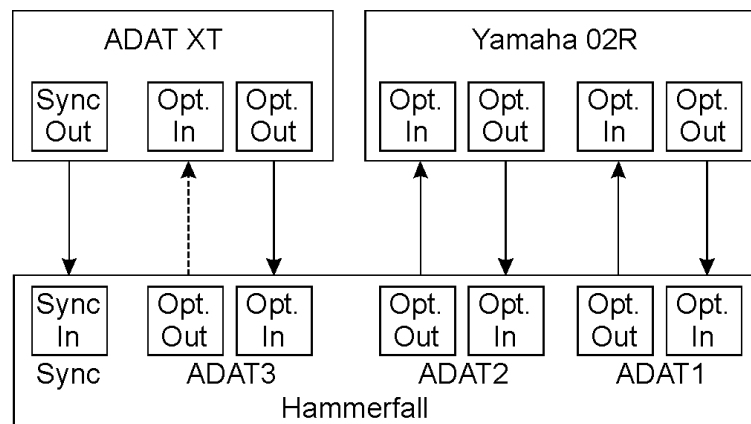 ADAT XT
Yamaha 02R
Sync Out
Opt. In
Opt. Out
Opt. In
Opt. Out
Opt. In
Opt. Out
Sync In
Opt. Out
Opt. In
Opt. Out
Opt. In
Opt. Out
Opt. In
Sync
ADAT3
ADAT2
ADAT1
Hammerfall